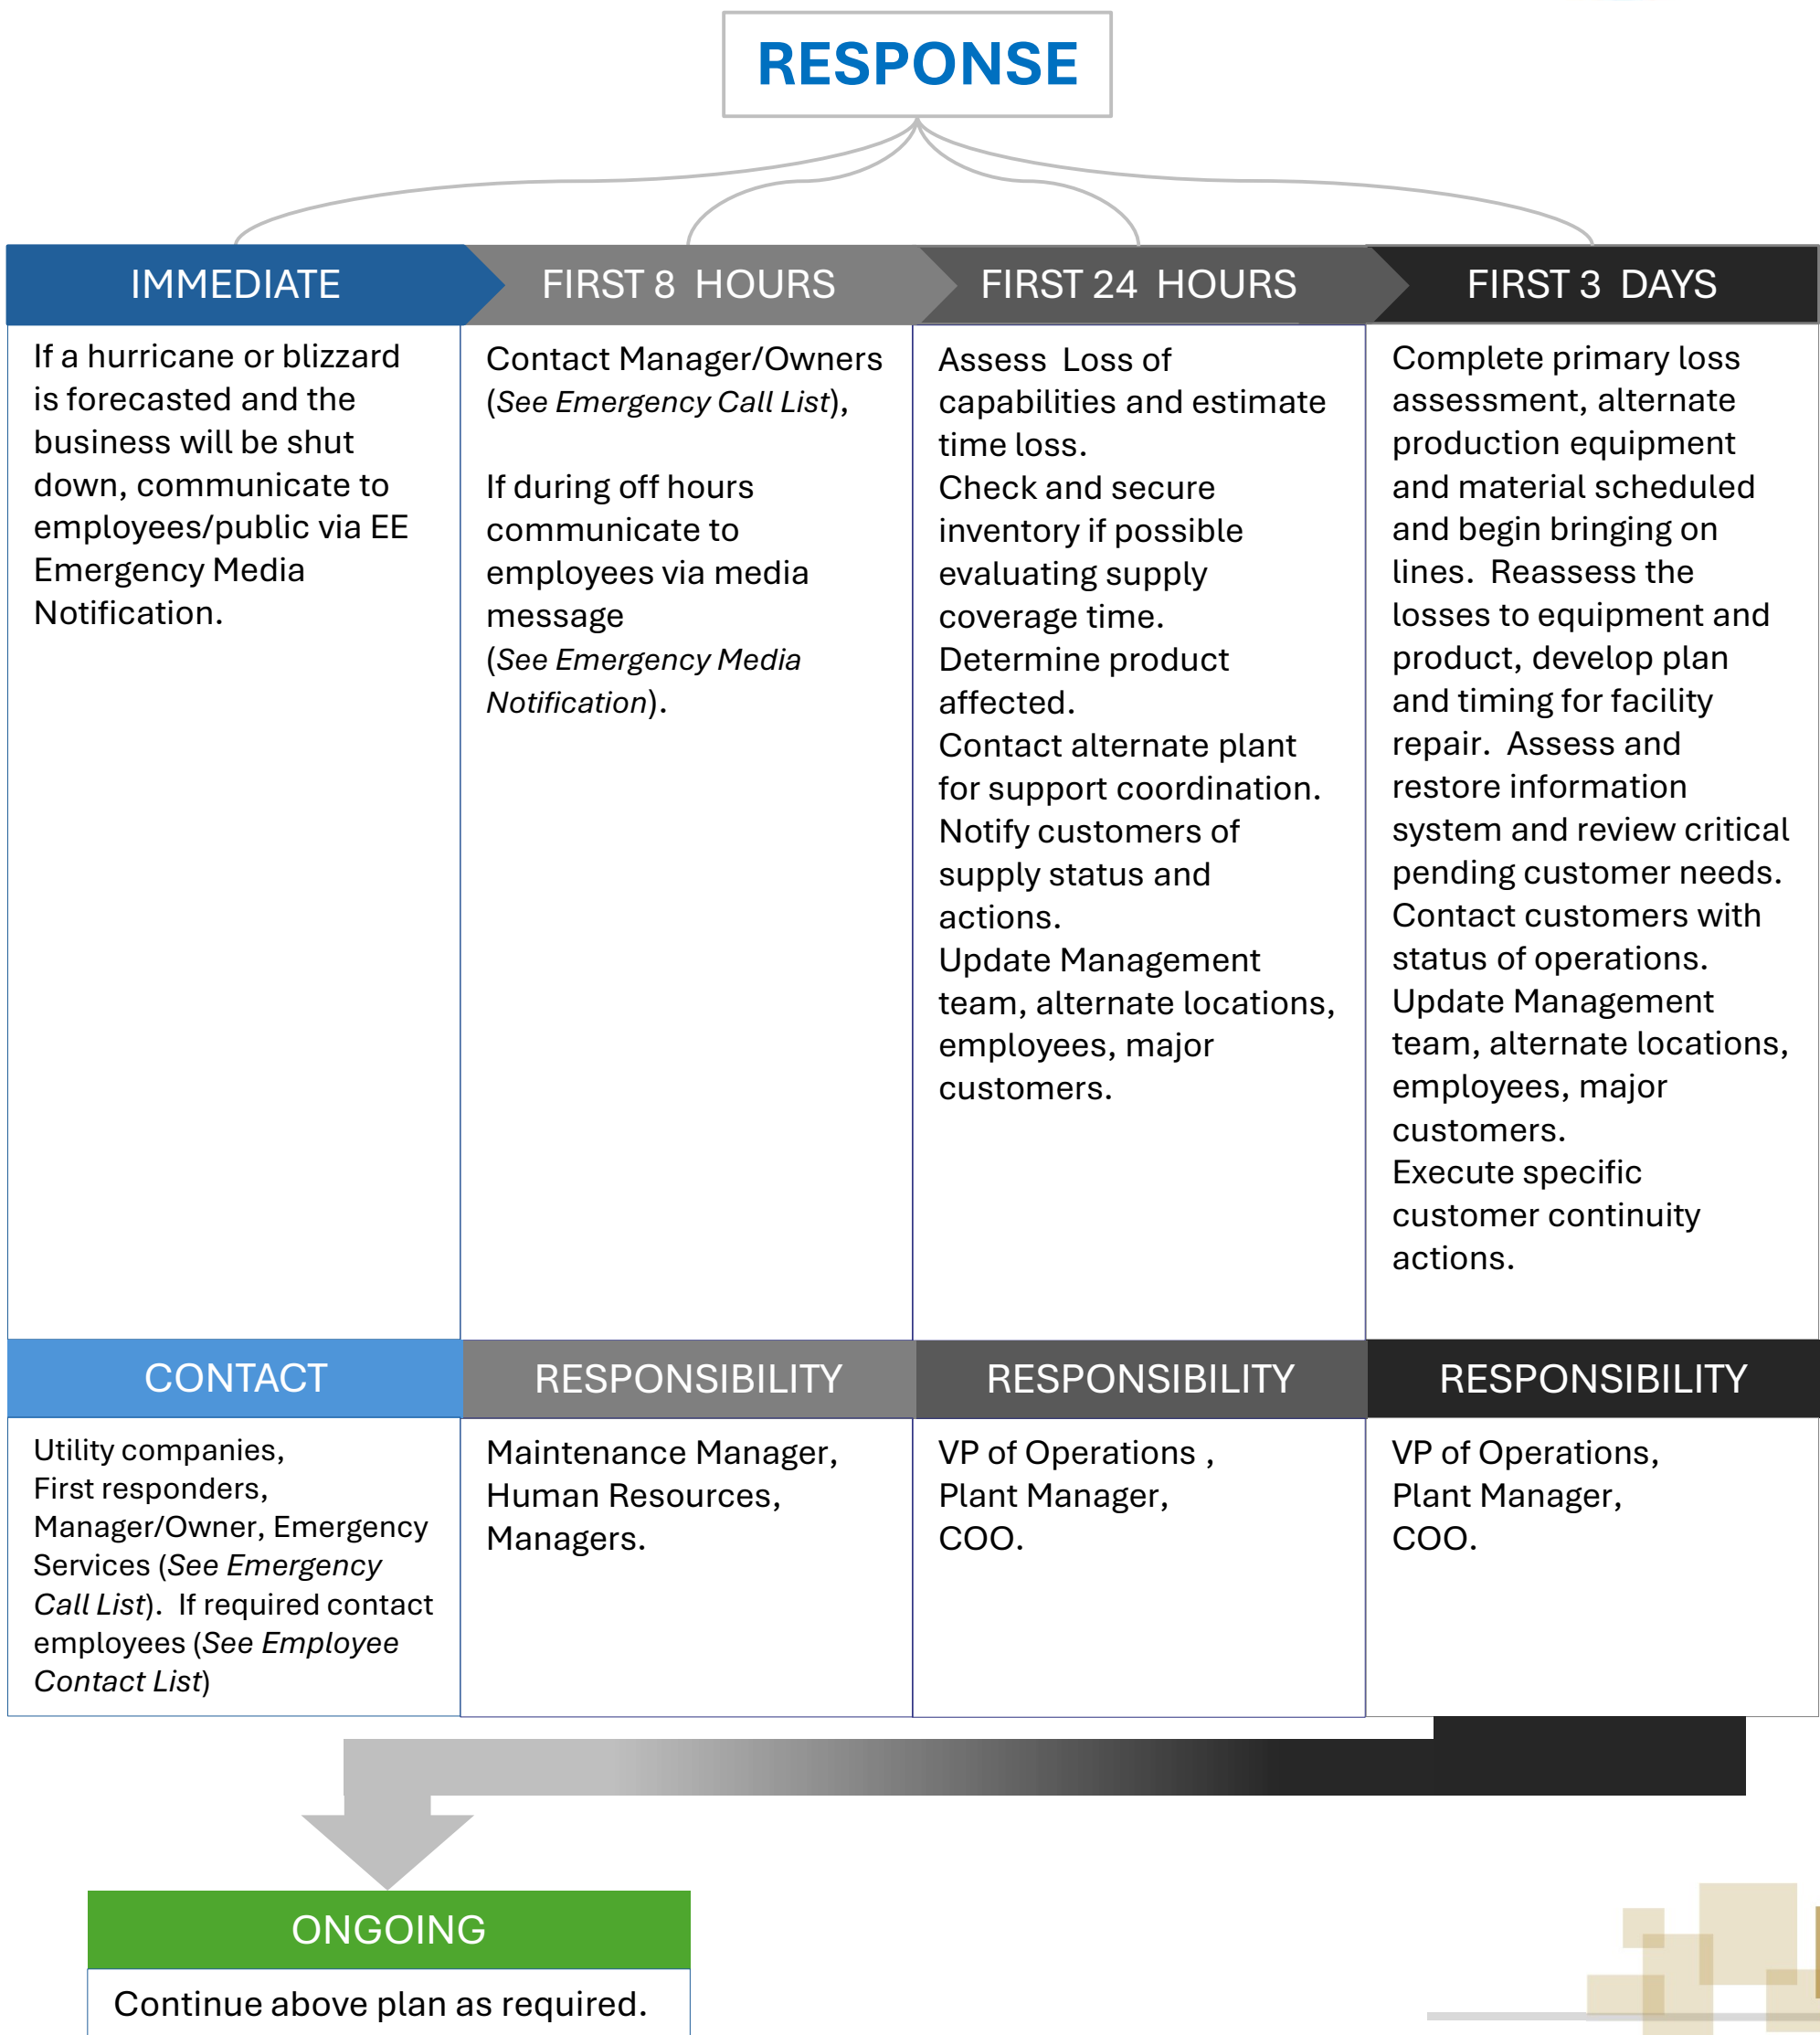 RESPONSE
IMMEDIATE
If a hurricane or blizzard
is forecasted and the
business will be shut
down, communicate to
employees/public via EE
Emergency Media
Notification.
FIRST 8 HOURS
Contact Manager/Owners
(See Emergency Call List),
If during off hours
communicate to
employees via media
message
(See Emergency Media
Notification).
FIRST 24 HOURS
Assess Loss of
capabilities and estimate
time loss.
Check and secure
inventory if possible
evaluating supply
coverage time.
Determine product
affected.
Contact alternate plant
for support coordination.
Notify customers of
supply status and
actions.
Update Management
team, alternate locations,
employees, major
customers.
FIRST 3 DAYS
Complete primary loss
assessment, alternate
production equipment
and material scheduled
and begin bringing on
lines. Reassess the
losses to equipment and
product, develop plan
and timing for facility
repair. Assess and
restore information
system and review critical
pending customer needs.
Contact customers with
status of operations.
Update Management
team, alternate locations,
employees, major
customers.
Execute specific
customer continuity
actions.
CONTACT
Utility companies,
First responders,
Manager/Owner, Emergency
Services (See Emergency
Call List). If required contact
employees (See Employee
Contact List)
RESPONSIBILITY
Maintenance Manager,
Human Resources,
Managers.
RESPONSIBILITY
VP of Operations ,
Plant Manager,
COO.
RESPONSIBILITY
VP of Operations,
Plant Manager,
COO.
ONGOING
Continue above plan as required.